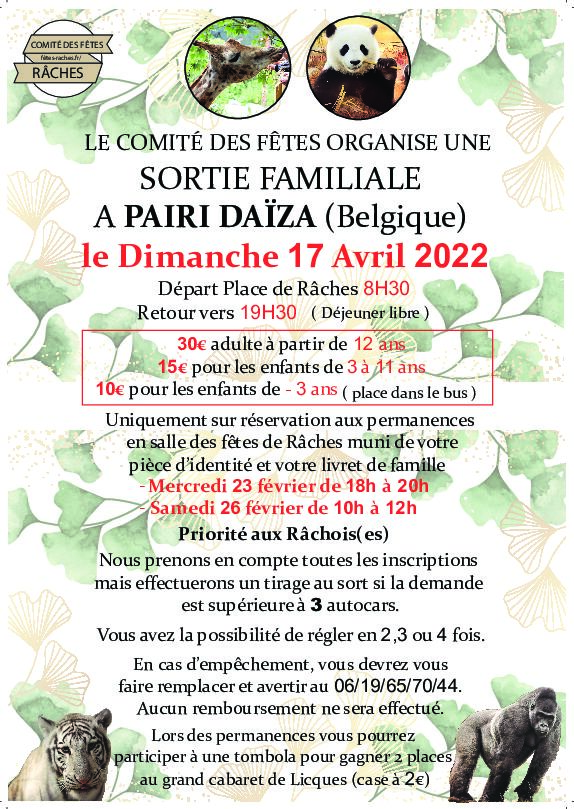 COMITÉ DES FÊTES
fêtes-raches.fr/
RÂCHES
LE COMITÉ DES FÊTES ORGANISE UNE
SORTIE FAMILIALE
A PAIRI DAÏZA (Belgique)
le Dimanche 17 Avril 2022
Départ Place de Râches 8H30
Retour vers 19H30 ( Déjeuner libre )
30€ adulte à partir de 12 ans
15€ pour les enfants de 3 à 11 ans
10€ pour les enfants de - 3 ans ( place dans le bus )
Uniquement sur réservation aux permanences
en salle des fêtes de Râches muni de votre
pièce d'identité et votre livret de famille
- Mercredi 23 février de 18h à 20h
- Samedi 26 février de 10h à 12h
Priorité aux Râchois(es)
Nous prenons en compte toutes les inscriptions
mais effectuerons un tirage au sort si la demande
est supérieure à 3 autocars.
Vous avez la possibilité de régler en 2,3 ou 4 fois.
En cas d'empêchement, vous devrez vous
faire remplacer et avertir au 06/19/65/70/44.
Aucun remboursement ne sera effectué.
Lors des permanences vous pourrez
participer à une tombola pour gagner 2 places
au grand cabaret de Licques (case à 2€)